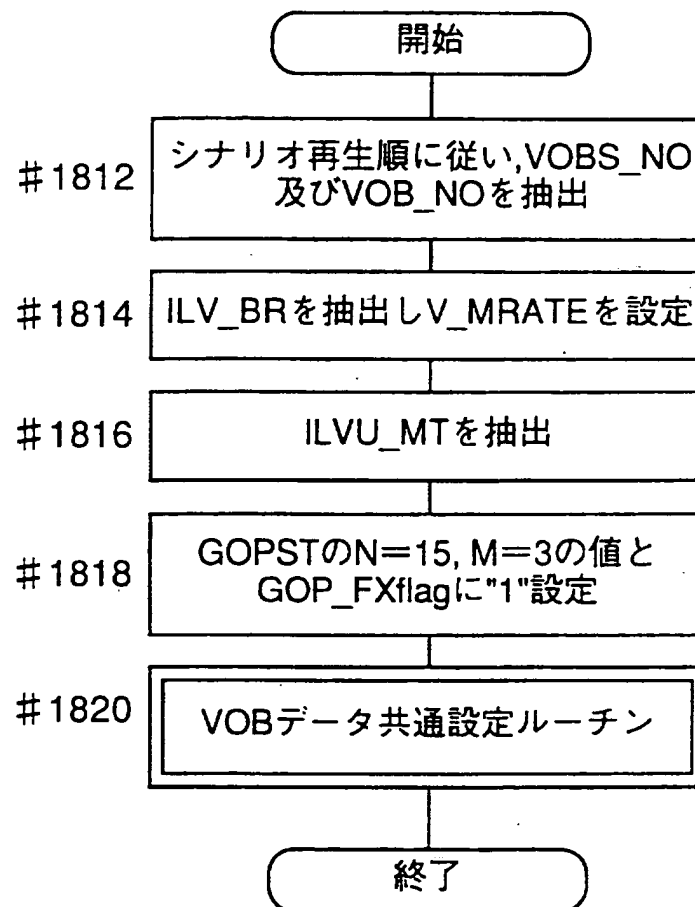 開始
#1812
シナリオ再生順に従い,VOBS_NO
及びVOB_NOを抽出
#1814
ILV_BRを抽出しV_MRATEを設定
#1816
ILVU_MTを抽出
#1818
GOPSTのN=15, M=3の値と
GOP_FXflagに"1"設定
#1820
VOBデータ共通設定ルーチン
終了